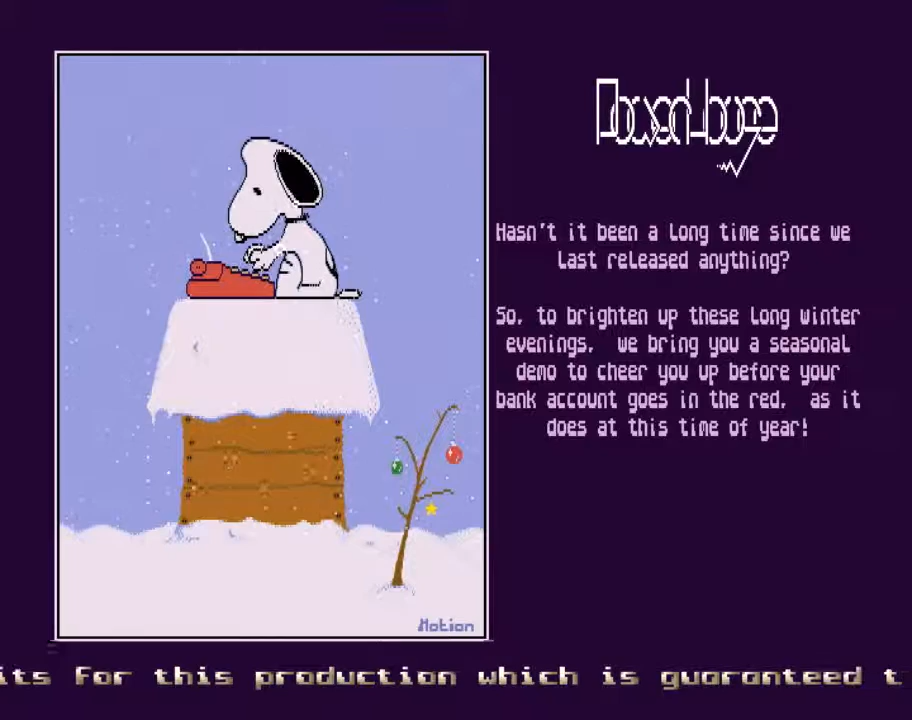 Hasn't it been a long time since we
last released anything?
So, to brighten up these long winter
evenings, we bring you a seasonal
demo to cheer you up before your
bank account goes in the red, as it
does at this time of year!
Motion
its for this production which is guaranteed t